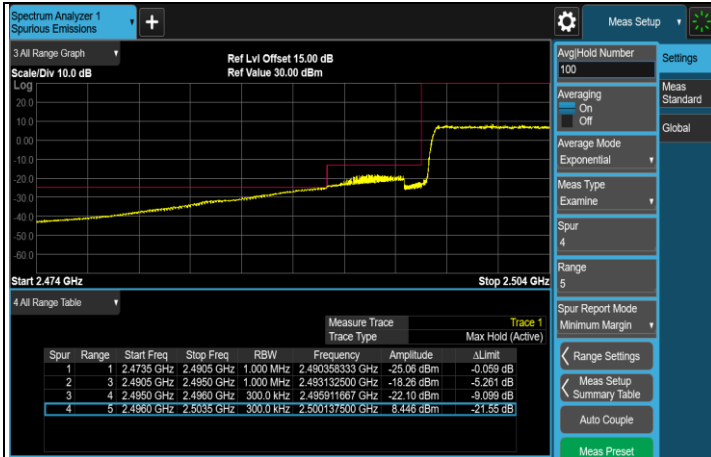 Spectrum Analyzer 1
Spurious Emissions
+
Meas Setup
3 All Range Graph
Ref Lvl Offset 15.00 dB
Scale/Div 10.0 dB
Ref Value 30.00 dBm
Log
20.0
10.0
0.00
-10.0
-20.0
-30.0
-40.0
-50.0
-60.0
Start 2.474 GHz
Stop 2.504 GHz
4 All Range Table
Measure Trace Trace 1
Trace Type Max Hold (Active)
Spur Range Start Freq Stop Freq RBW Frequency Amplitude ΔLimit
1 1 2.4735 GHz 2.4905 GHz 1.000 MHz 2.490358333 GHz -25.06 dBm -0.059 dB
2 3 2.4905 GHz 2.4950 GHz 1.000 MHz 2.493132500 GHz -18.26 dBm -5.261 dB
3 4 2.4950 GHz 2.4960 GHz 300.0 kHz 2.495911667 GHz -22.10 dBm -9.099 dB
4 5 2.4960 GHz 2.5035 GHz 300.0 kHz 2.500137500 GHz 8.446 dBm -21.55 dB
Avg|Hold Number
100
Averaging
On
Off
Average Mode
Exponential
Meas Type
Examine
Spur
4
Range
5
Spur Report Mode
Minimum Margin
Range Settings
Meas Setup
Summary Table
Auto Couple
Meas Preset
Settings
Meas
Standard
Global